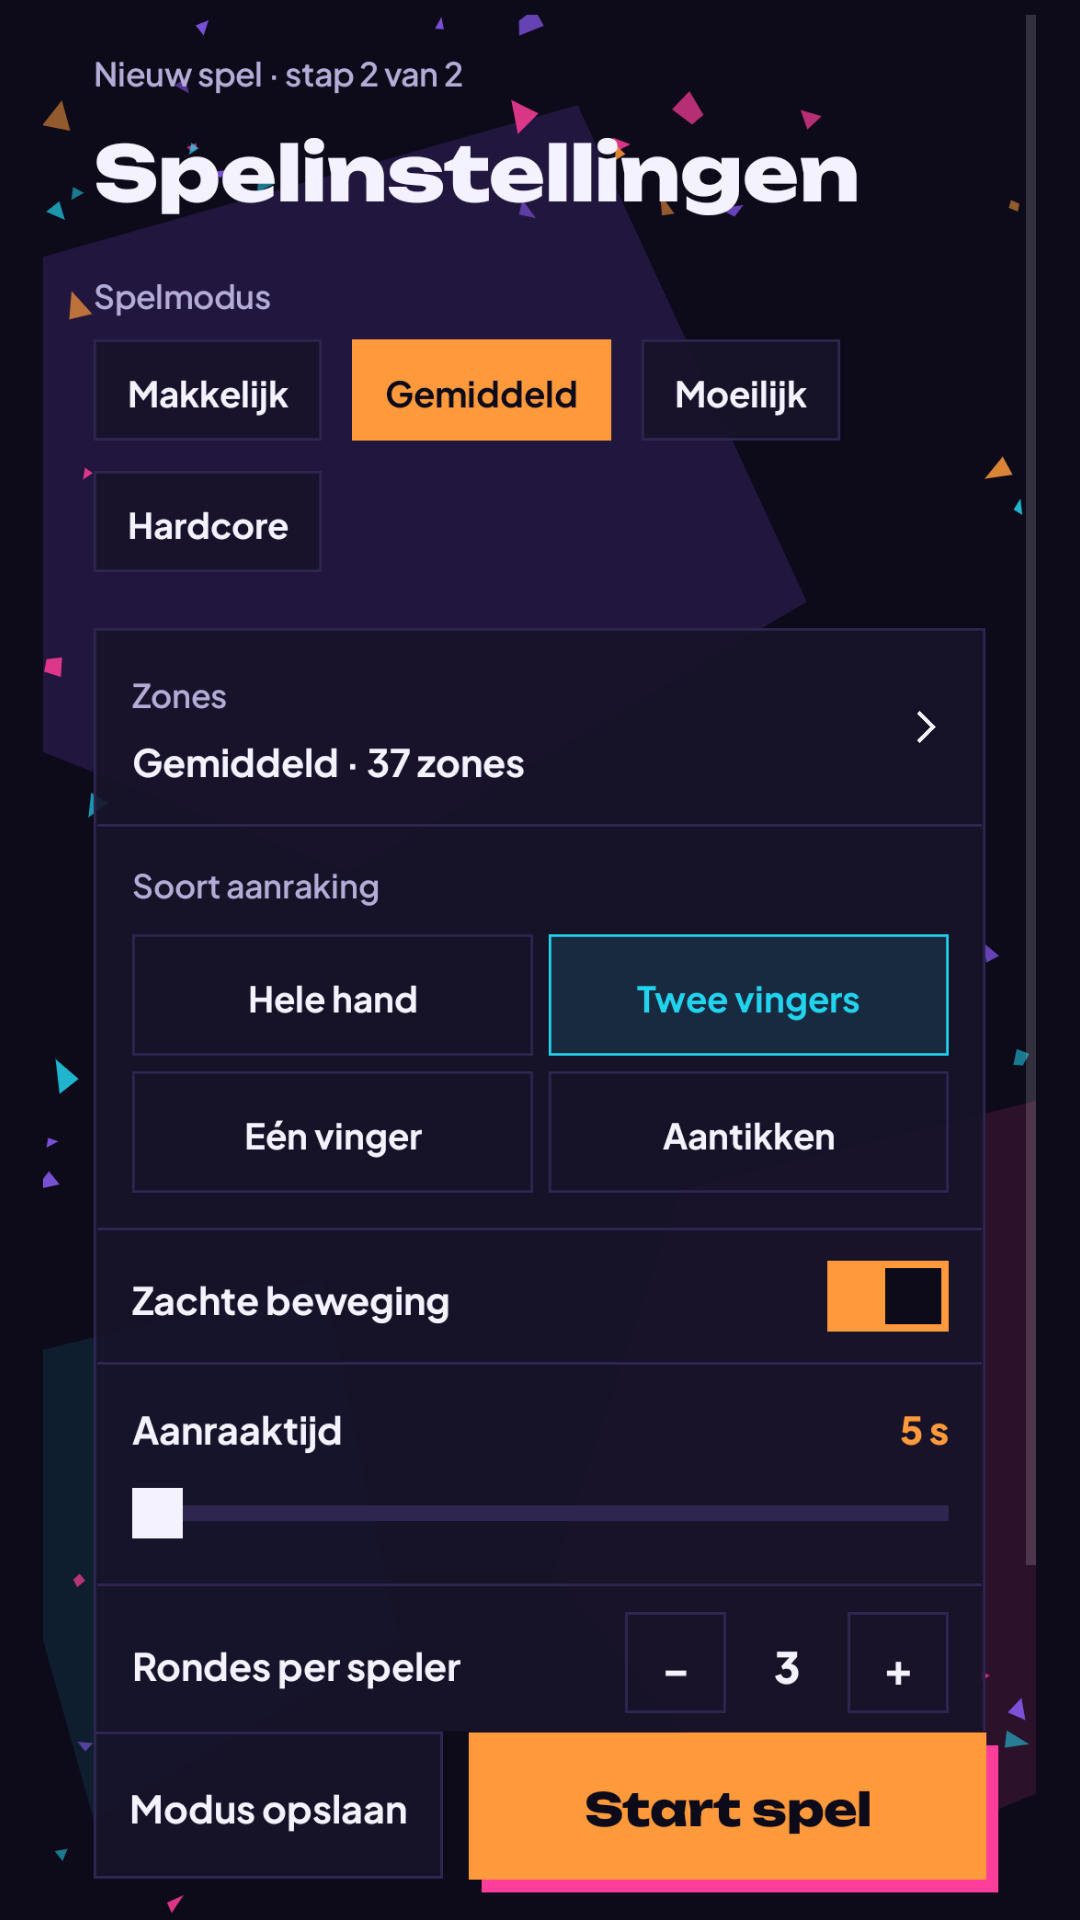 Nieuw spel · stap 2 van 2
Spelinstellingen
Spelmodus
Makkelijk
Gemiddeld
Moeilijk
Hardcore
Zones
Gemiddeld · 37 zones
Soort aanraking
Hele hand
Twee vingers
Eén vinger
Aantikken
Zachte beweging
Aanraaktijd
5 s
Rondes per speler
– 3 +
Modus opslaan
Start spel